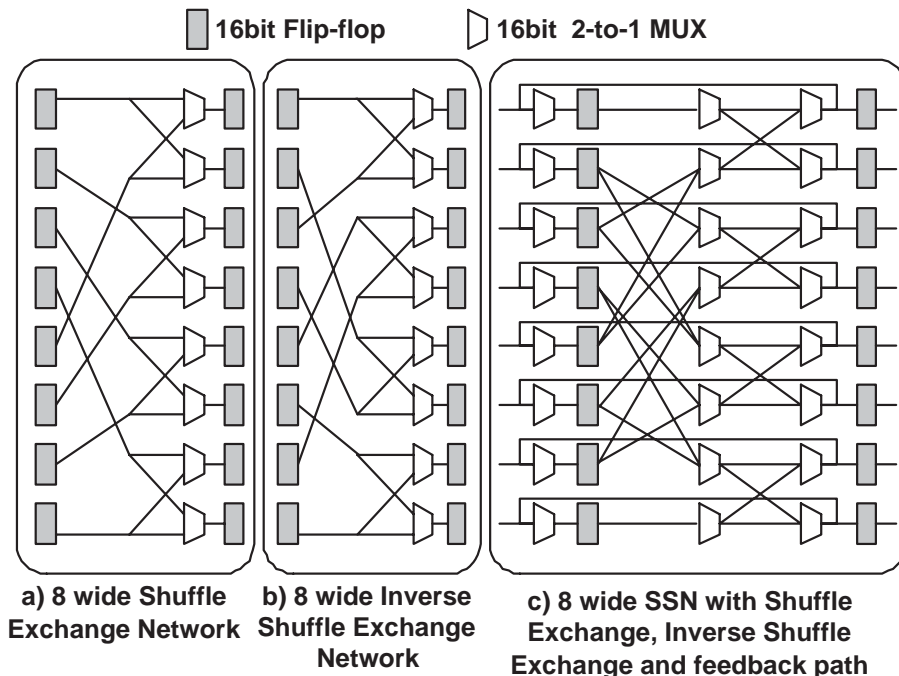 16bit Flip-flop
16bit 2-to-1 MUX
a) 8 wide Shuffle
Exchange Network
b) 8 wide Inverse
Shuffle Exchange
Network
c) 8 wide SSN with Shuffle
Exchange, Inverse Shuffle
Exchange and feedback path